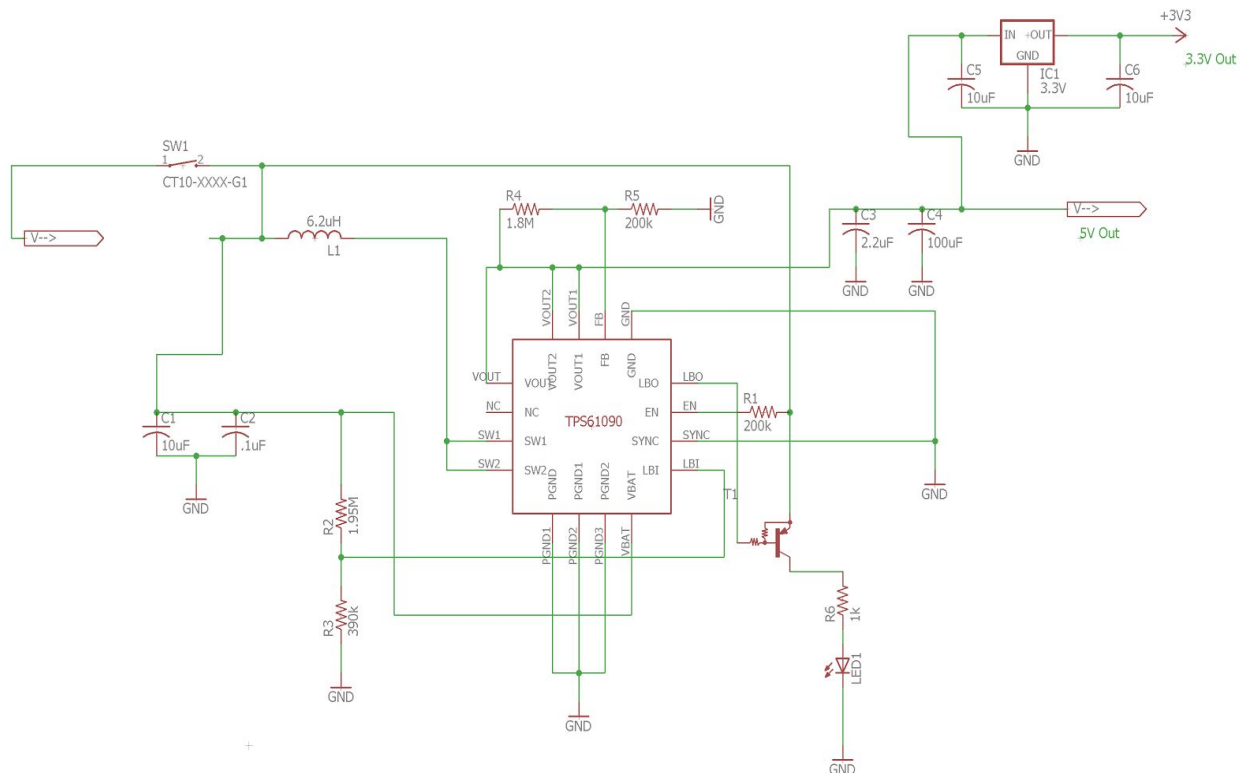 +3V3
IN +OUT
GND
3.3V Out
C5
10uF
IC1
3.3V
C6
10uF
GND
SW1
1 2
CT10-XXXX-G1
V-->
6.2uH
L1
R4
1.8M
R5
200k
GND
C3
2.2uF
C4
100uF
V-->
5V Out
GND
GND
VOUT2
VOUT1
FB
GND
VOUT2
VOUT1
FB
GND
VOUT
VOUT
LBO
LBO
NC
NC
TPS61090
EN
EN
R1
200k
SW1
SW1
SYNC
SYNC
SW2
SW2
LBI
LBI
PGND
PGND1
PGND2
VBAT
PGND1
PGND2
PGND3
VBAT
C1
10uF
C2
.1uF
GND
R2
1.95M
R3
390k
GND
GND
GND
T1
R6
1k
LED1
GND